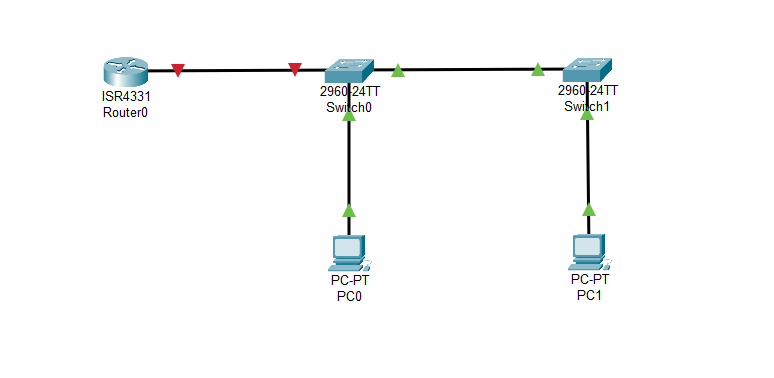 ISR4331
Router0
2960-24TT
Switch0
2960-24TT
Switch1
PC-PT
PC0
PC-PT
PC1